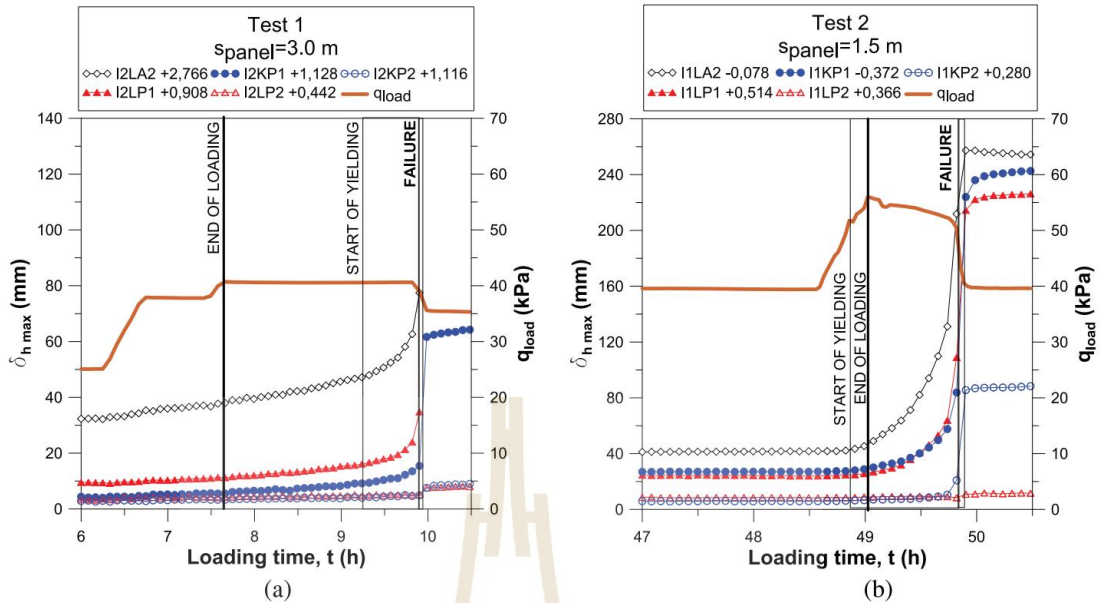 Test 1
s_panel=3.0 m
I2LA2 +2,766 I2KP1 +1,128 I2KP2 +1,116
I2LP1 +0,908 I2LP2 +0,442 q_load
140 70
120 60
100 50
80 40
60 30
40 20
20 10
0 0
δ_h max (mm)
END OF LOADING
START OF YIELDING
FAILURE
q_load (kPa)
6 7 8 9 10
Loading time, t (h)
(a)
Test 2
s_panel=1.5 m
I1LA2 -0,078 I1KP1 -0,372 I1KP2 +0,280
I1LP1 +0,514 I1LP2 +0,366 q_load
280 70
240 60
200 50
160 40
120 30
80 20
40 10
0 0
δ_h max (mm)
START OF YIELDING
END OF LOADING
FAILURE
q_load (kPa)
47 48 49 50
Loading time, t (h)
(b)